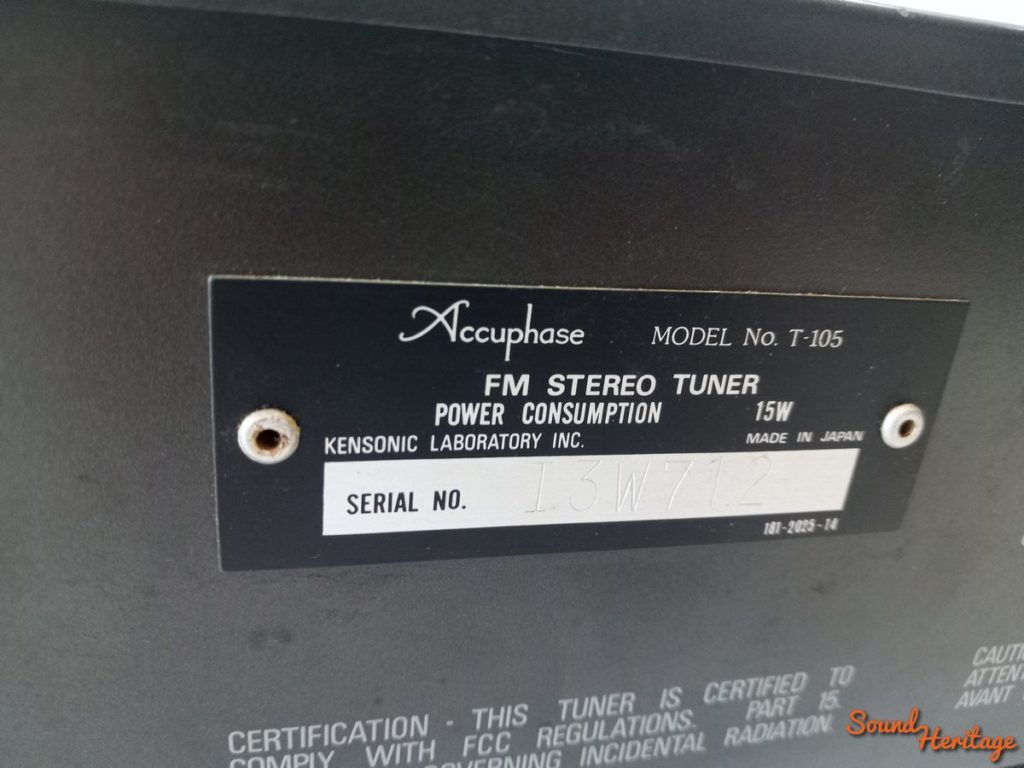 Accuphase MODEL No. T-105
FM STEREO TUNER
POWER CONSUMPTION 15W
KENSONIC LABORATORY INC. MADE IN JAPAN
SERIAL NO. I3W712
181-2025-14
CERTIFICATION - THIS TUNER IS CERTIFIED TO
COMPLY WITH FCC REGULATIONS. PART 15.
GOVERNING INCIDENTAL RADIATION.
CAUTI
ATTENT
AVANT
Sound
Heritage